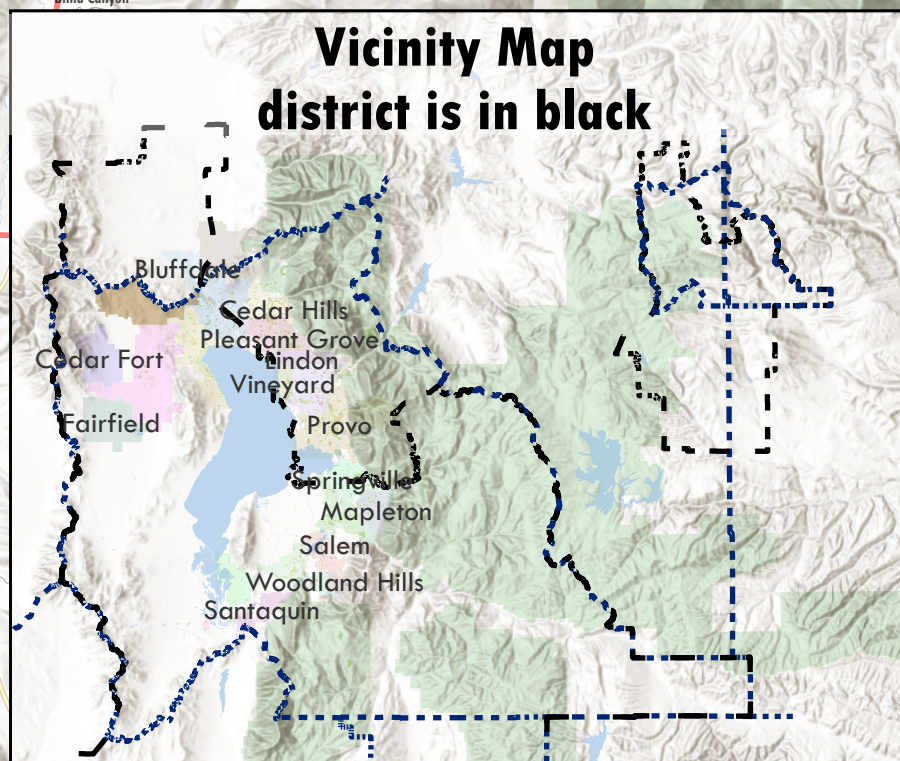 Vicinity Map
district is in black
Bluffdale
Cedar Hills
Pleasant Grove
Cedar Fort
Lindon
Vineyard
Fairfield
Provo
Springville
Mapleton
Salem
Woodland Hills
Santaquin